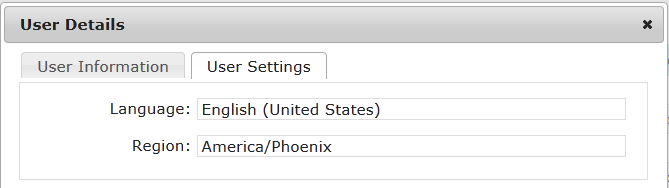 User Details
User Information User Settings
Language: English (United States)
Region: America/Phoenix